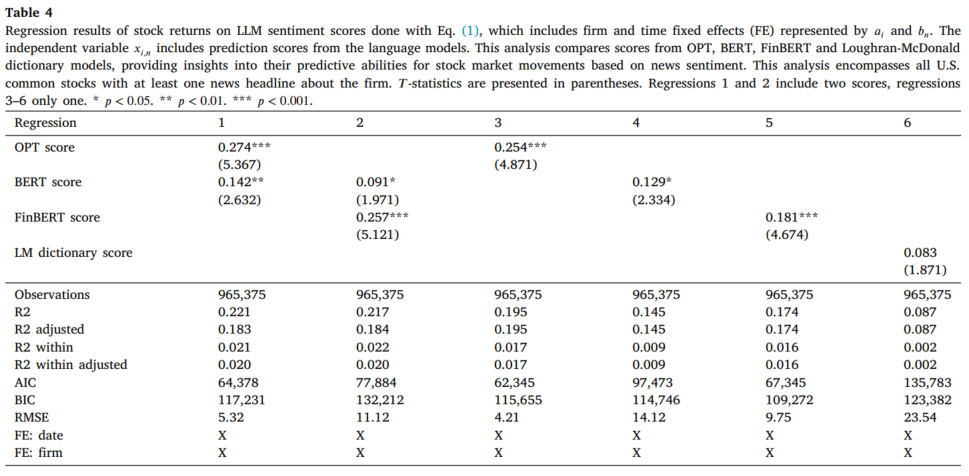 Table 4
Regression results of stock returns on LLM sentiment scores done with Eq. (1), which includes firm and time fixed effects (FE) represented by aᵢ and bₙ. The
independent variable xᵢ,ₙ includes prediction scores from the language models. This analysis compares scores from OPT, BERT, FinBERT and Loughran-McDonald
dictionary models, providing insights into their predictive abilities for stock market movements based on news sentiment. This analysis encompasses all U.S.
common stocks with at least one news headline about the firm. T-statistics are presented in parentheses. Regressions 1 and 2 include two scores, regressions
3–6 only one. * p < 0.05. ** p < 0.01. *** p < 0.001.
Regression 1 2 3 4 5 6
OPT score 0.274*** 0.254***
(5.367) (4.871)
BERT score 0.142** 0.091* 0.129*
(2.632) (1.971) (2.334)
FinBERT score 0.257*** 0.181***
(5.121) (4.674)
LM dictionary score 0.083
(1.871)
Observations 965,375 965,375 965,375 965,375 965,375 965,375
R2 0.221 0.217 0.195 0.145 0.174 0.087
R2 adjusted 0.183 0.184 0.195 0.145 0.174 0.087
R2 within 0.021 0.022 0.017 0.009 0.016 0.002
R2 within adjusted 0.020 0.020 0.017 0.009 0.016 0.002
AIC 64,378 77,884 62,345 97,473 67,345 135,783
BIC 117,231 132,212 115,655 114,746 109,272 123,382
RMSE 5.32 11.12 4.21 14.12 9.75 23.54
FE: date X X X X X X
FE: firm X X X X X X